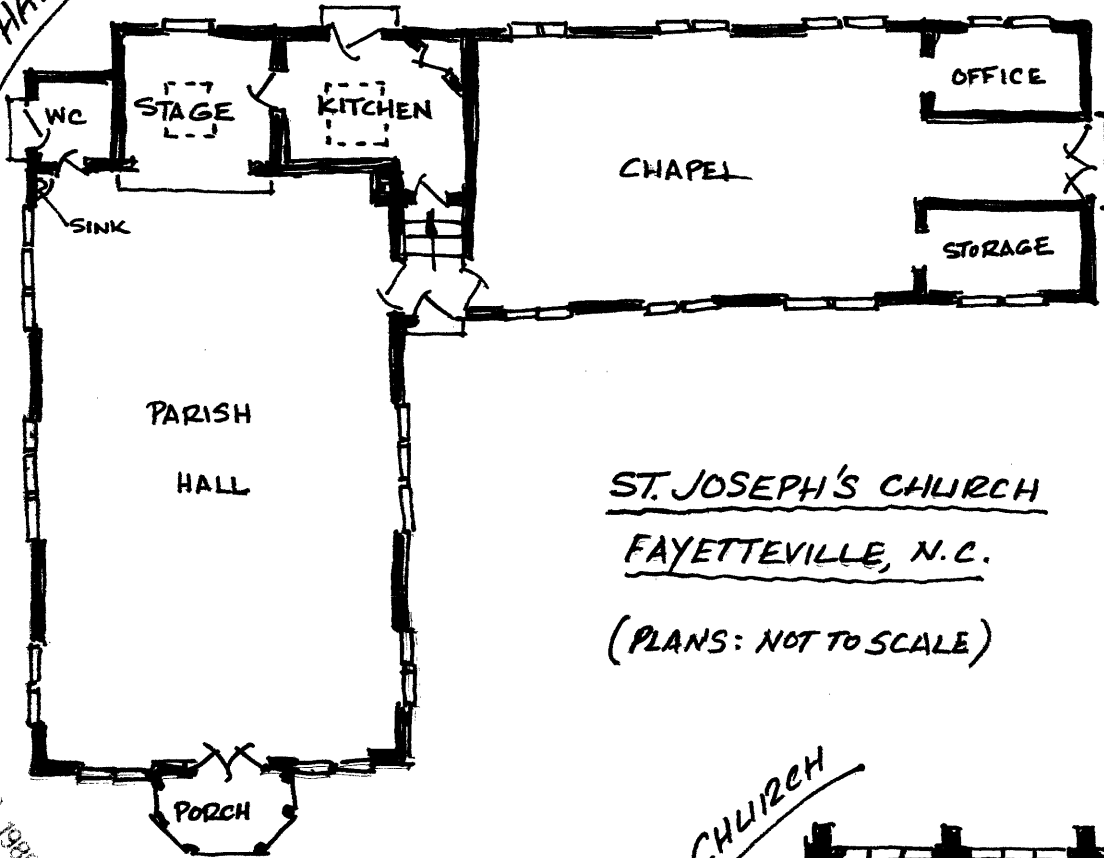 WC
STAGE
KITCHEN
OFFICE
CHAPEL
SINK
STORAGE
PARISH
HALL
ST. JOSEPH'S CHURCH
FAYETTEVILLE, N.C.
(PLANS: NOT TO SCALE)
PORCH
CHURCH